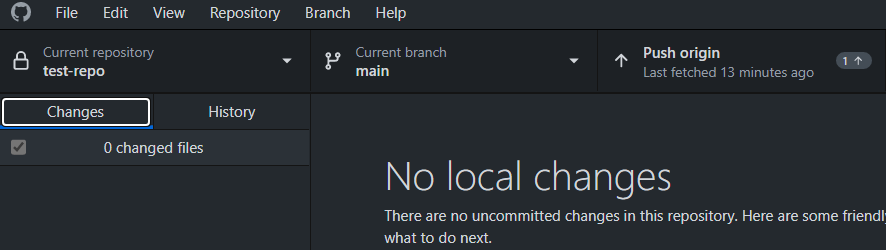 File Edit View Repository Branch Help
Current repository
test-repo
Current branch
main
Push origin
Last fetched 13 minutes ago
1
Changes
History
0 changed files
No local changes
There are no uncommitted changes in this repository. Here are some friendly
what to do next.